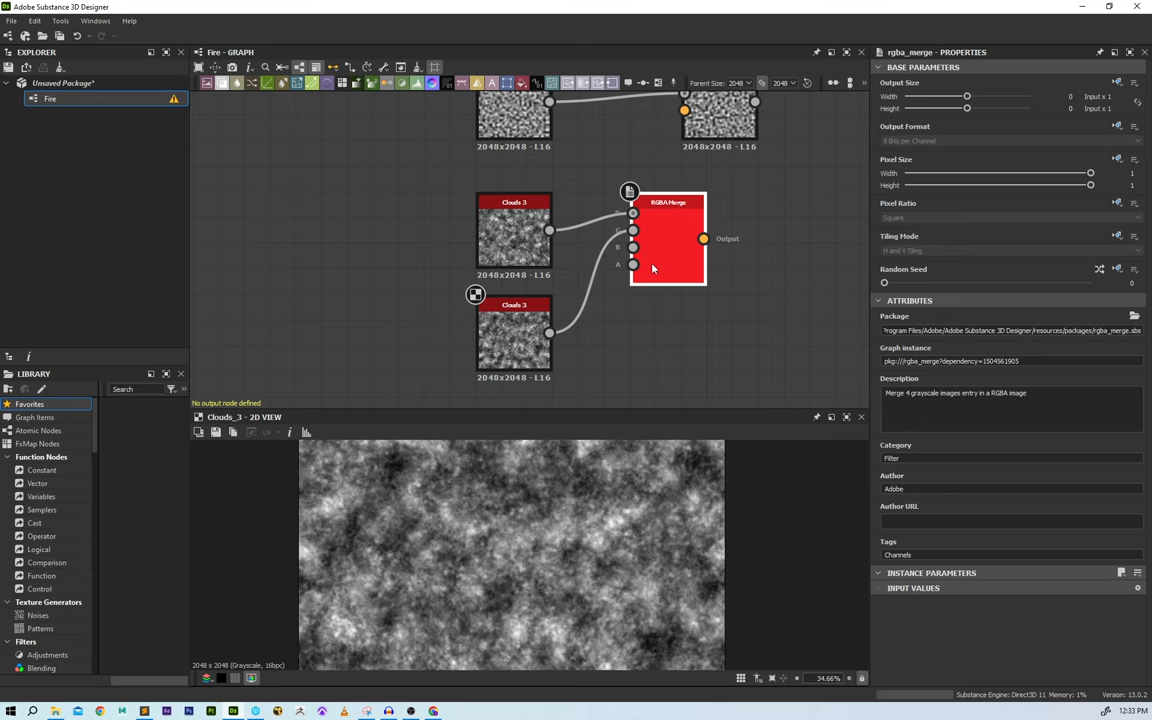 Adobe Substance 3D Designer
File Edit Tools Windows Help
EXPLORER
Unsaved Package*
Fire
LIBRARY
Search
Favorites
Graph Items
Atomic Nodes
FxMap Nodes
Function Nodes
Constant
Vector
Variables
Samplers
Cast
Operator
Logical
Comparison
Function
Control
Texture Generators
Noises
Patterns
Filters
Adjustments
Blending
Fire - GRAPH
Parent Size: 2048
2048
2048x2048 - L16
2048x2048 - L16
Clouds 3
2048x2048 - L16
Clouds 3
2048x2048 - L16
RGBA Merge
G
B
A
Output
No output node defined
Clouds_3 - 2D VIEW
UV
2048 x 2048 (Grayscale, 16bpc)
34.66%
rgba_merge - PROPERTIES
BASE PARAMETERS
Output Size
Width 0 Input x 1
Height 0 Input x 1
Output Format
8 Bits per Channel
Pixel Size
Width 1
Height 1
Pixel Ratio
Square
Tiling Mode
H and V Tiling
Random Seed
0
ATTRIBUTES
Package
Program Files/Adobe/Adobe Substance 3D Designer/resources/packages/rgba_merge.sbs
Graph instance
pkg:///rgba_merge?dependency=1504561905
Description
Merge 4 grayscale images entry in a RGBA image
Category
Filter
Author
Adobe
Author URL
Tags
Channels
INSTANCE PARAMETERS
INPUT VALUES
Substance Engine: Direct3D 11 Memory: 1% Version: 13.0.2
12:33 PM